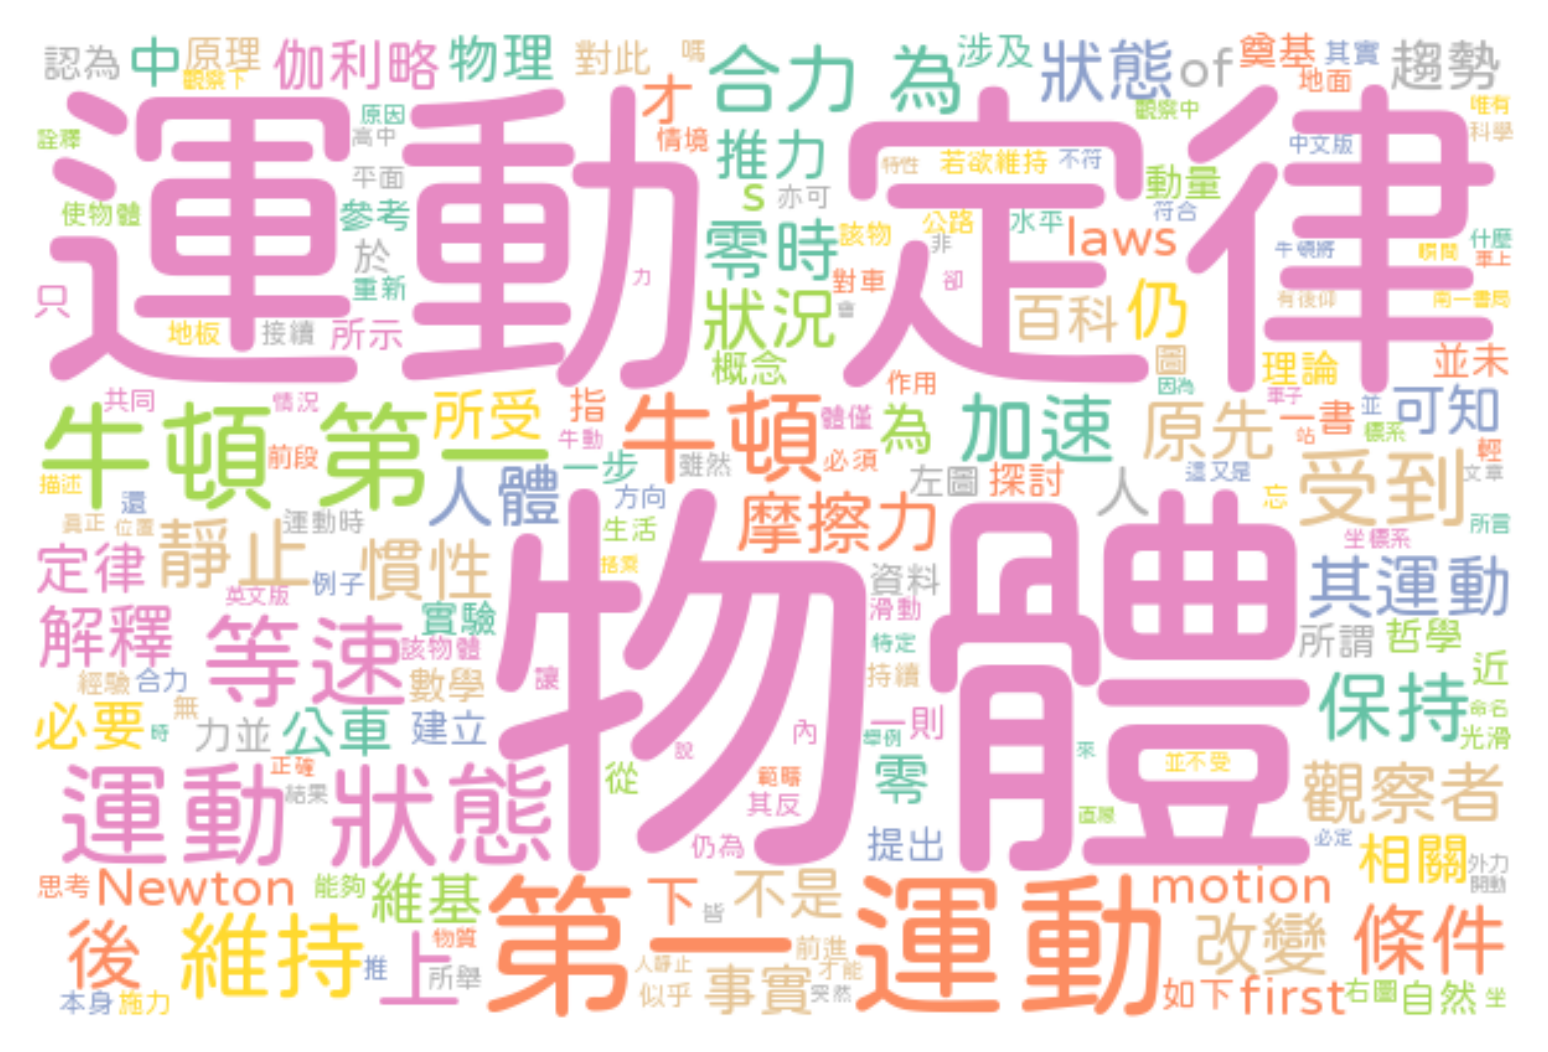 認為 中 原理 伽利略 物理 對此 嗎 合力 為 涉及 狀態 of 奠基 其實 趨勢
觀察下 才 地面
運動定律
原因 觀察中 唯有
詮釋 高中 情境 推力 中文版 科學
平面 特性 若欲維持 不符 動量
使物體 參考 s 亦可 公路 水平 符合
於 零時 該物 非 laws 牛頓將 瞬間 什麼
重新 力 對車 卻 車上
只 狀況 會 百科 仍 有後仰 南一書局
地板 接續 所示 概念 圖 理論 並未
作用 因為 車子
共同 情況 所受 指 牛頓 體僅 為 加速 原先 一書 並 可知
牛頓第一 前段 牛動 站 標系 輕
人體 一步 雖然 必須 左圖 探討 人 這又是 受到 文章
描述 還 方向 忘
真正 位置 運動時 生活 摩擦力 所言
定律 靜止 慣性 物體 坐標系
英文版 例子 括棄 資料 其運動
解釋 等速 實驗 滑動 所謂 哲學
該物體 特定
經驗 合力 數學 讓 持續 保持 近
必要 無 時 力並 公車 建立 內 一則 命名
說 舉例 來 光滑
正確 從 範疇 零 並不受
運動狀態 結果 其反 直線 觀察者
仍為 提出 必定 相關 外力
思考 Newton 能夠 維基 第一運動 下 不是 motion 開動
皆
後 維持 物質 前進 改變 條件
推 上 所舉 人靜止 才能
本身 施力 似乎 事實 突然 如下 first 右圖 自然 坐